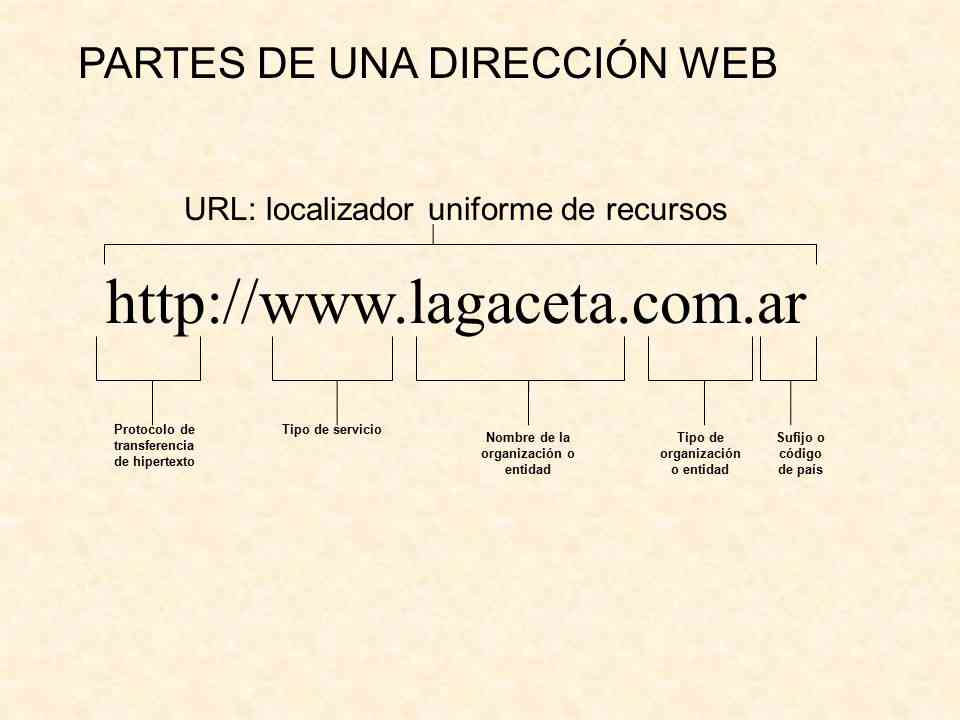 PARTES DE UNA DIRECCIÓN WEB
URL: localizador uniforme de recursos
http://www.lagaceta.com.ar
Protocolo de
transferencia
de hipertexto
Tipo de servicio
Nombre de la
organización o
entidad
Tipo de
organización
o entidad
Sufijo o
código
de país